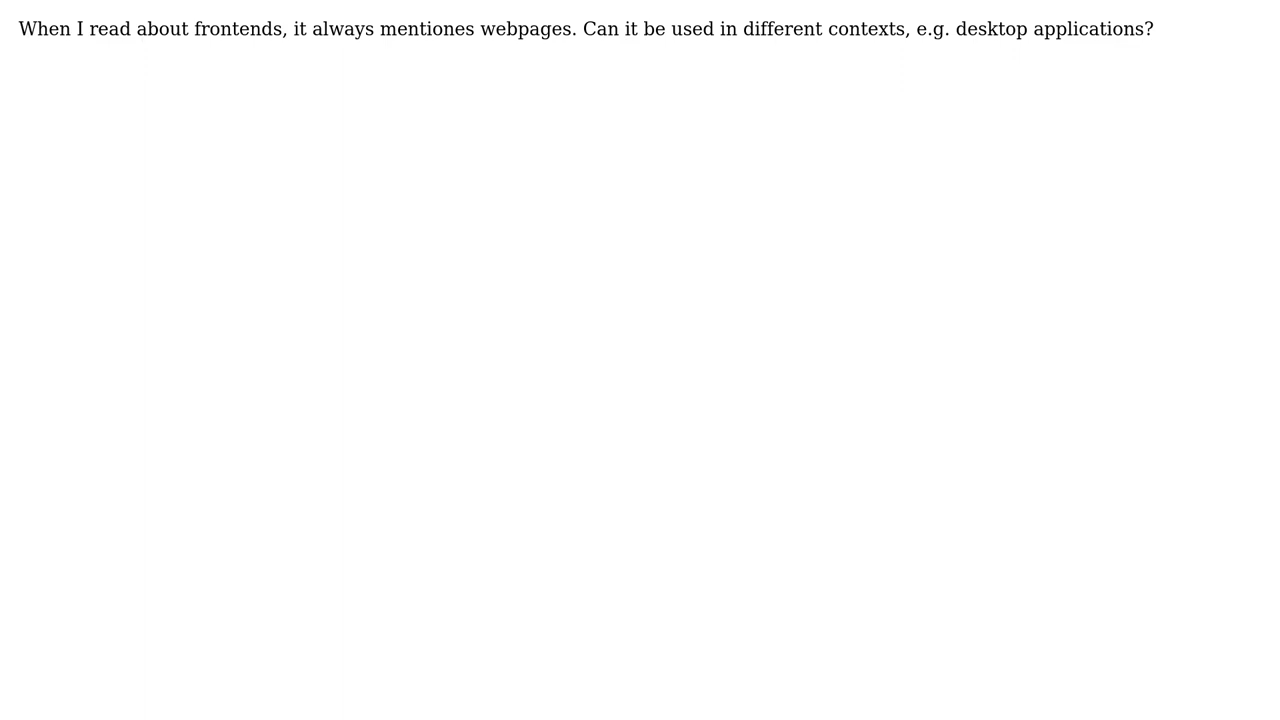 When I read about frontends, it always mentiones webpages. Can it be used in different contexts, e.g. desktop applications?